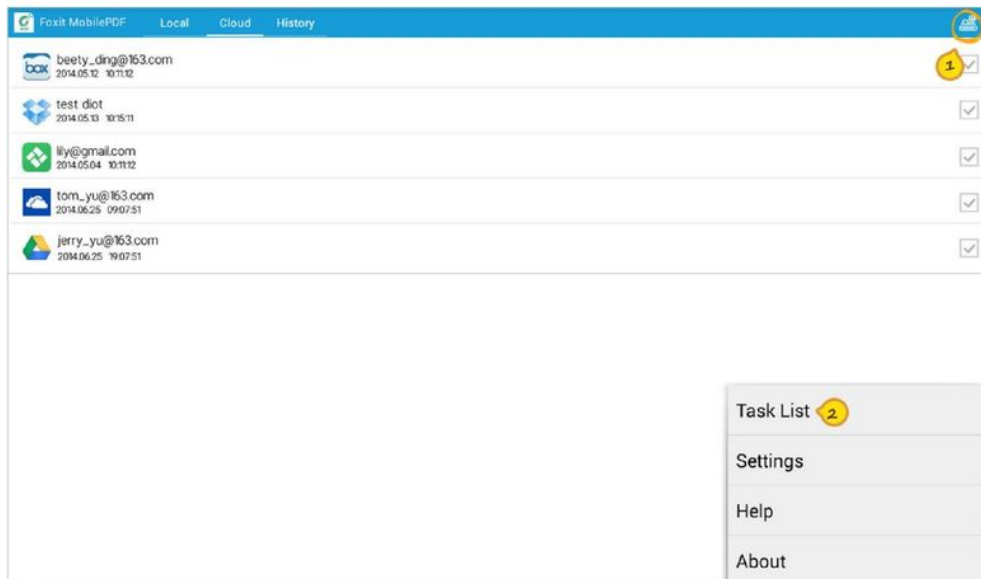 Foxit MobilePDF Local Cloud History
box
beety_ding@163.com
2014.05.12 10:11:12
1
test diot
2014.05.13 10:15:11
lily@gmail.com
2014.05.04 10:11:12
tom_yu@163.com
2014.06.25 09:07:51
jerry_yu@163.com
2014.06.25 19:07:51
Task List 2
Settings
Help
About